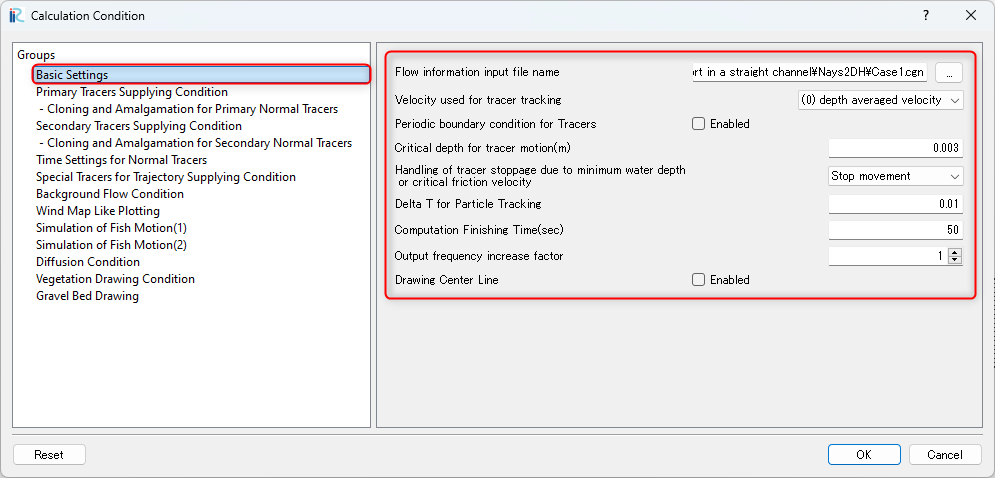 Calculation Condition
?
Groups
Basic Settings
Primary Tracers Supplying Condition
- Cloning and Amalgamation for Primary Normal Tracers
Secondary Tracers Supplying Condition
- Cloning and Amalgamation for Secondary Normal Tracers
Time Settings for Normal Tracers
Special Tracers for Trajectory Supplying Condition
Background Flow Condition
Wind Map Like Plotting
Simulation of Fish Motion(1)
Simulation of Fish Motion(2)
Diffusion Condition
Vegetation Drawing Condition
Gravel Bed Drawing
Flow information input file name rt in a straight channel¥Nays2DH¥Case1.cgn ...
Velocity used for tracer tracking (0) depth averaged velocity
Periodic boundary condition for Tracers Enabled
Critical depth for tracer motion(m) 0.003
Handling of tracer stoppage due to minimum water depth
or critical friction velocity Stop movement
Delta T for Particle Tracking 0.01
Computation Finishing Time(sec) 50
Output frequency increase factor 1
Drawing Center Line Enabled
Reset OK Cancel